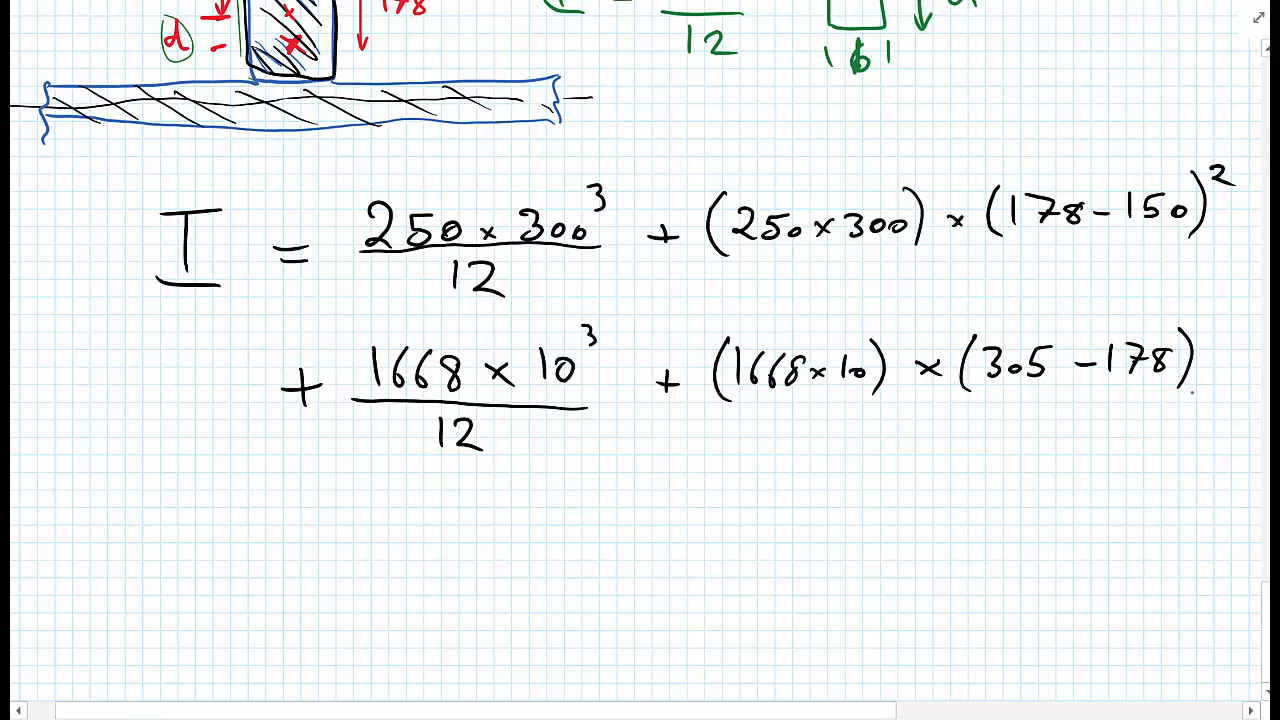 178
d -
12
| b |
I = 250 × 300³ / 12 + (250 × 300) × (178 - 150)²
+ 1668 × 10³ / 12 + (1668 × 10) × (305 - 178)